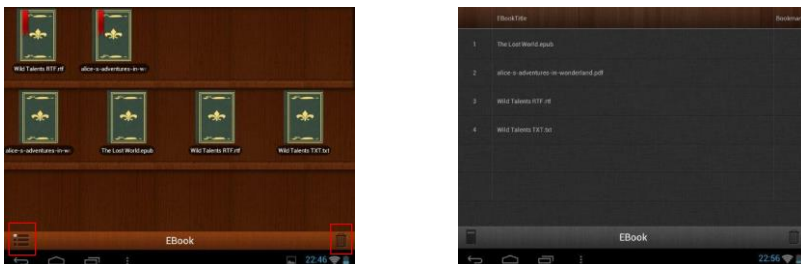 Wild Talents RTF.rtf
alice-s-adventures-in-w
alice-s-adventures-in-w
The Lost World.epub
Wild Talents RTF.rtf
Wild Talents TXT.txt
EBook
22:46
EBookTitle
Bookmar
1
The Lost World.epub
2
alice-s-adventures-in-wonderland.pdf
3
Wild Talents RTF.rtf
4
Wild Talents TXT.txt
EBook
22:56